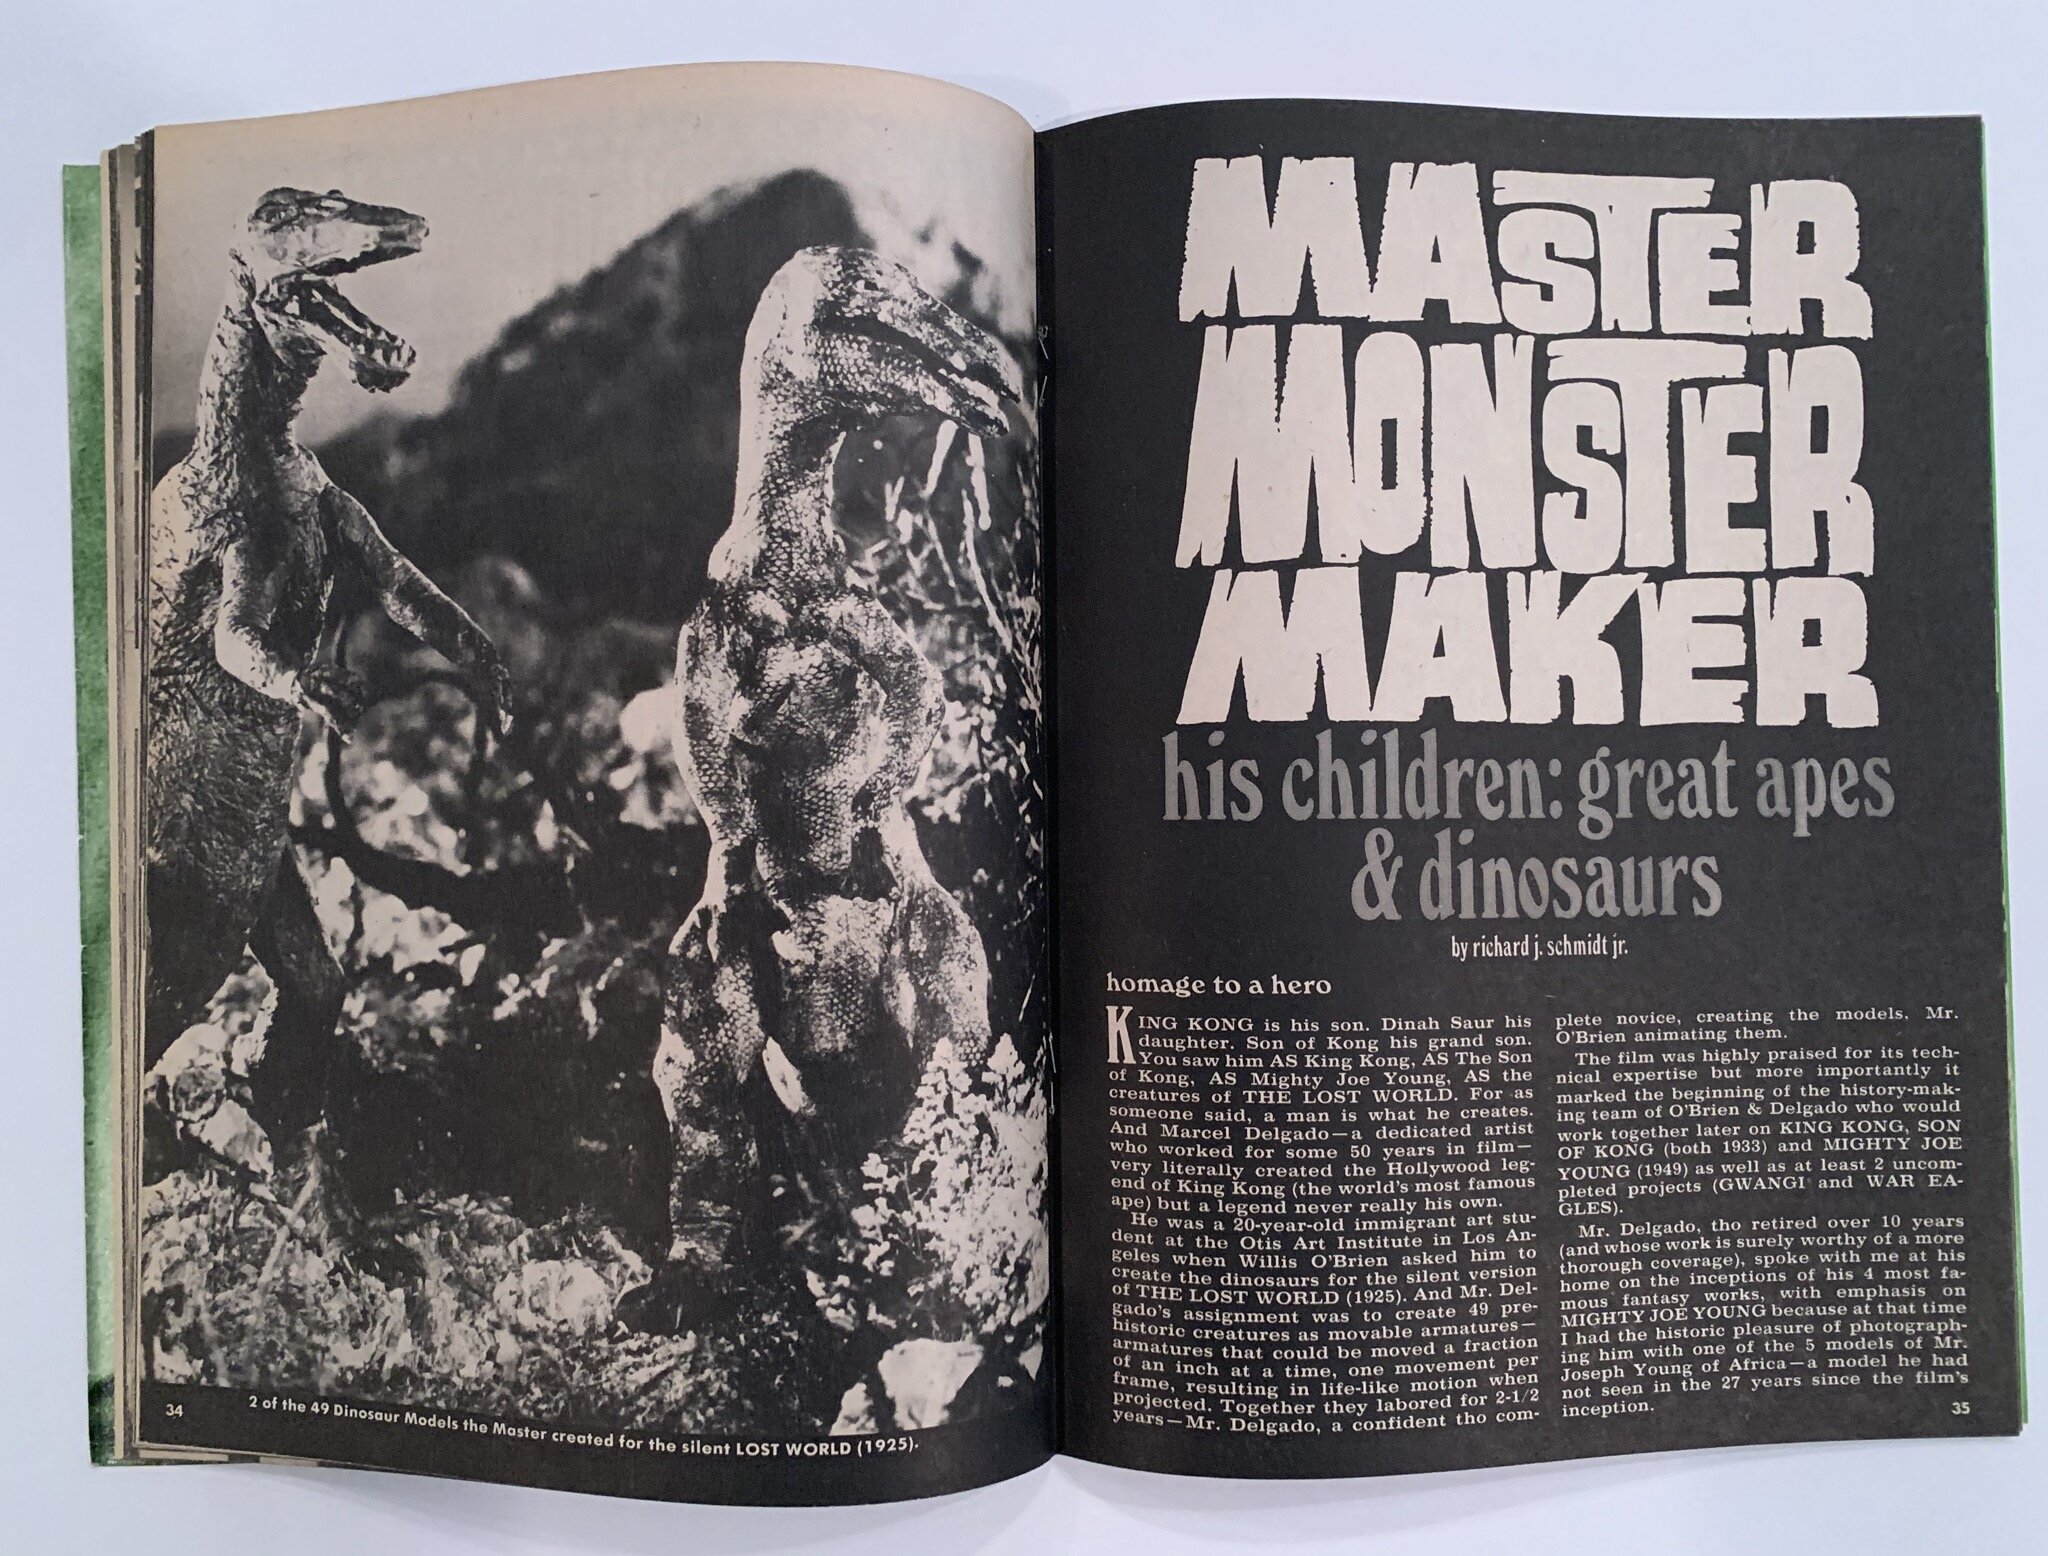 2 of the 49 Dinosaur Models the Master created for the silent LOST WORLD (1925).
34
MASTER
MONSTER
MAKER
his children: great apes
& dinosaurs
by richard j. schmidt jr.
homage to a hero
KING KONG is his son. Dinah Saur his
daughter. Son of Kong his grand son.
You saw him AS King Kong, AS The Son
of Kong, AS Mighty Joe Young, AS the
creatures of THE LOST WORLD. For as
someone said, a man is what he creates.
And Marcel Delgado—a dedicated artist
who worked for some 50 years in film—
very literally created the Hollywood leg-
end of King Kong (the world's most famous
ape) but a legend never really his own.
He was a 20-year-old immigrant art stu-
dent at the Otis Art Institute in Los An-
geles when Willis O'Brien asked him to
create the dinosaurs for the silent version
of THE LOST WORLD (1925). And Mr. Del-
gado's assignment was to create 49 pre-
historic creatures as movable armatures—
armatures that could be moved a fraction
of an inch at a time, one movement per
frame, resulting in life-like motion when
projected. Together they labored for 2-1/2
years—Mr. Delgado, a confident tho com-
plete novice, creating the models, Mr.
O'Brien animating them.
The film was highly praised for its tech-
nical expertise but more importantly it
marked the beginning of the history-mak-
ing team of O'Brien & Delgado who would
work together later on KING KONG, SON
OF KONG (both 1933) and MIGHTY JOE
YOUNG (1949) as well as at least 2 uncom-
pleted projects (GWANGI and WAR EA-
GLES).
Mr. Delgado, tho retired over 10 years
(and whose work is surely worthy of a more
thorough coverage), spoke with me at his
home on the inceptions of his 4 most fa-
mous fantasy works, with emphasis on
MIGHTY JOE YOUNG because at that time
I had the historic pleasure of photograph-
ing him with one of the 5 models of Mr.
Joseph Young of Africa—a model he had
not seen in the 27 years since the film's
inception.
35